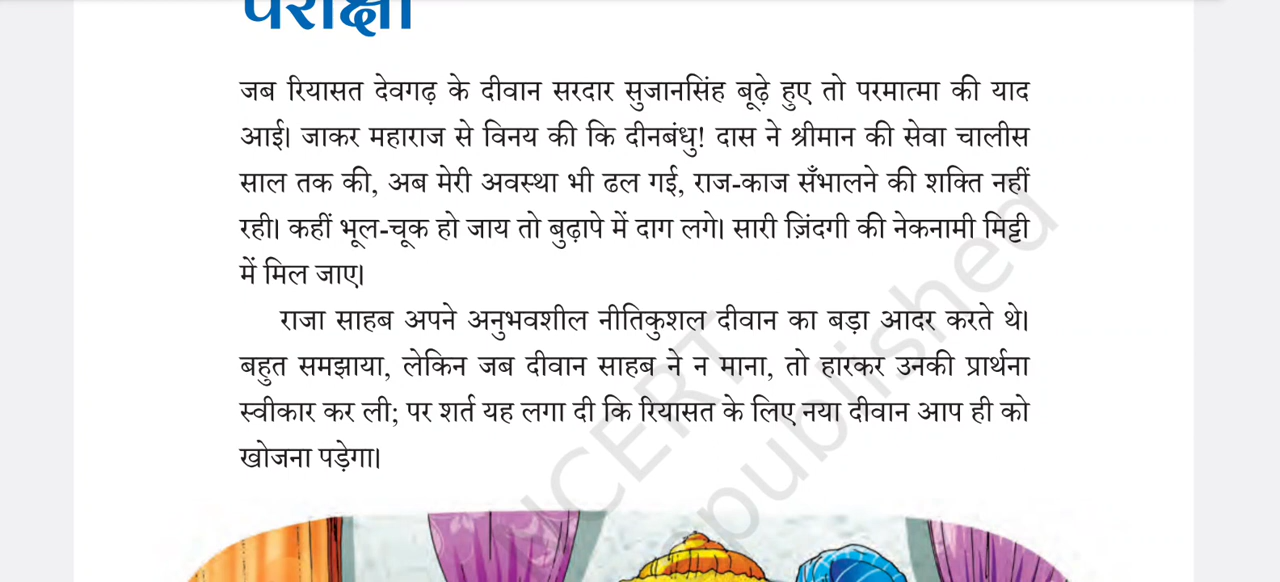 परीक्षा
जब रियासत देवगढ़ के दीवान सरदार सुजानसिंह बूढ़े हुए तो परमात्मा की याद
आई। जाकर महाराज से विनय की कि दीनबंधु! दास ने श्रीमान की सेवा चालीस
साल तक की, अब मेरी अवस्था भी ढल गई, राज-काज सँभालने की शक्ति नहीं
रही। कहीं भूल-चूक हो जाय तो बुढ़ापे में दाग लगे। सारी ज़िंदगी की नेकनामी मिट्टी
में मिल जाए।
राजा साहब अपने अनुभवशील नीतिकुशल दीवान का बड़ा आदर करते थे।
बहुत समझाया, लेकिन जब दीवान साहब ने न माना, तो हारकर उनकी प्रार्थना
स्वीकार कर ली; पर शर्त यह लगा दी कि रियासत के लिए नया दीवान आप ही को
खोजना पड़ेगा।
NCERT
republished